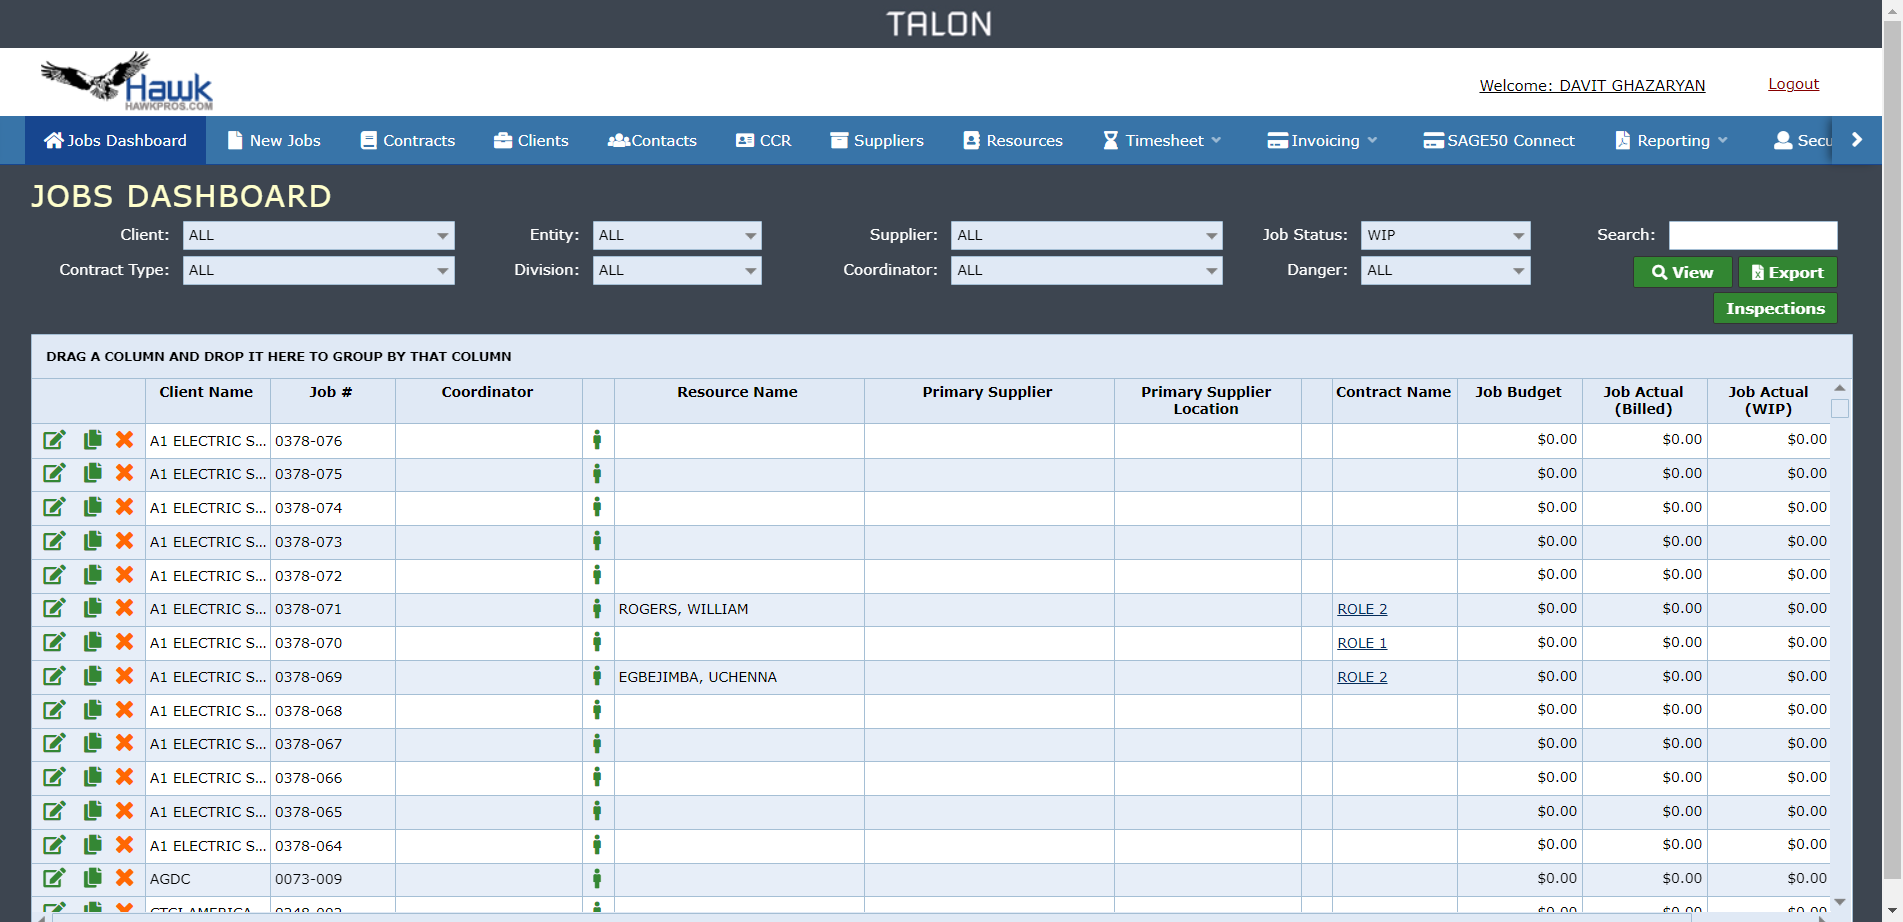 TALON
Hawk
HAWKPROS.COM
Welcome: DAVIT GHAZARYAN Logout
Jobs Dashboard New Jobs Contracts Clients Contacts CCR Suppliers Resources Timesheet Invoicing SAGE50 Connect Reporting Secu
JOBS DASHBOARD
Client: ALL Entity: ALL Supplier: ALL Job Status: WIP Search:
Contract Type: ALL Division: ALL Coordinator: ALL Danger: ALL View Export
Inspections
DRAG A COLUMN AND DROP IT HERE TO GROUP BY THAT COLUMN
Client Name Job # Coordinator Resource Name Primary Supplier Primary Supplier Contract Name Job Budget Job Actual Job Actual
Location (Billed) (WIP)
A1 ELECTRIC S... 0378-076 $0.00 $0.00 $0.00
A1 ELECTRIC S... 0378-075 $0.00 $0.00 $0.00
A1 ELECTRIC S... 0378-074 $0.00 $0.00 $0.00
A1 ELECTRIC S... 0378-073 $0.00 $0.00 $0.00
A1 ELECTRIC S... 0378-072 $0.00 $0.00 $0.00
A1 ELECTRIC S... 0378-071 ROGERS, WILLIAM ROLE 2 $0.00 $0.00 $0.00
A1 ELECTRIC S... 0378-070 ROLE 1 $0.00 $0.00 $0.00
A1 ELECTRIC S... 0378-069 EGBEJIMBA, UCHENNA ROLE 2 $0.00 $0.00 $0.00
A1 ELECTRIC S... 0378-068 $0.00 $0.00 $0.00
A1 ELECTRIC S... 0378-067 $0.00 $0.00 $0.00
A1 ELECTRIC S... 0378-066 $0.00 $0.00 $0.00
A1 ELECTRIC S... 0378-065 $0.00 $0.00 $0.00
A1 ELECTRIC S... 0378-064 $0.00 $0.00 $0.00
AGDC 0073-009 $0.00 $0.00 $0.00